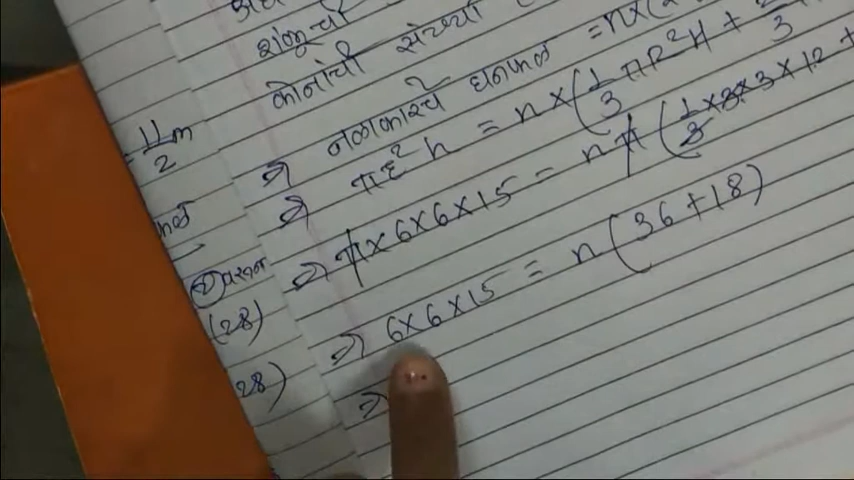 शंकूची
कोनांची संख्या
नळाकाराचे घनफळ = n×(
⇒ πr²h = n×(1/3 πR²H + 2/3
⇒ π×6×6×15 = nπ(1/3×3×3×12 +
⇒ 6×6×15 = n(36+18)
⇒
= 11/2 m
(28)
28)